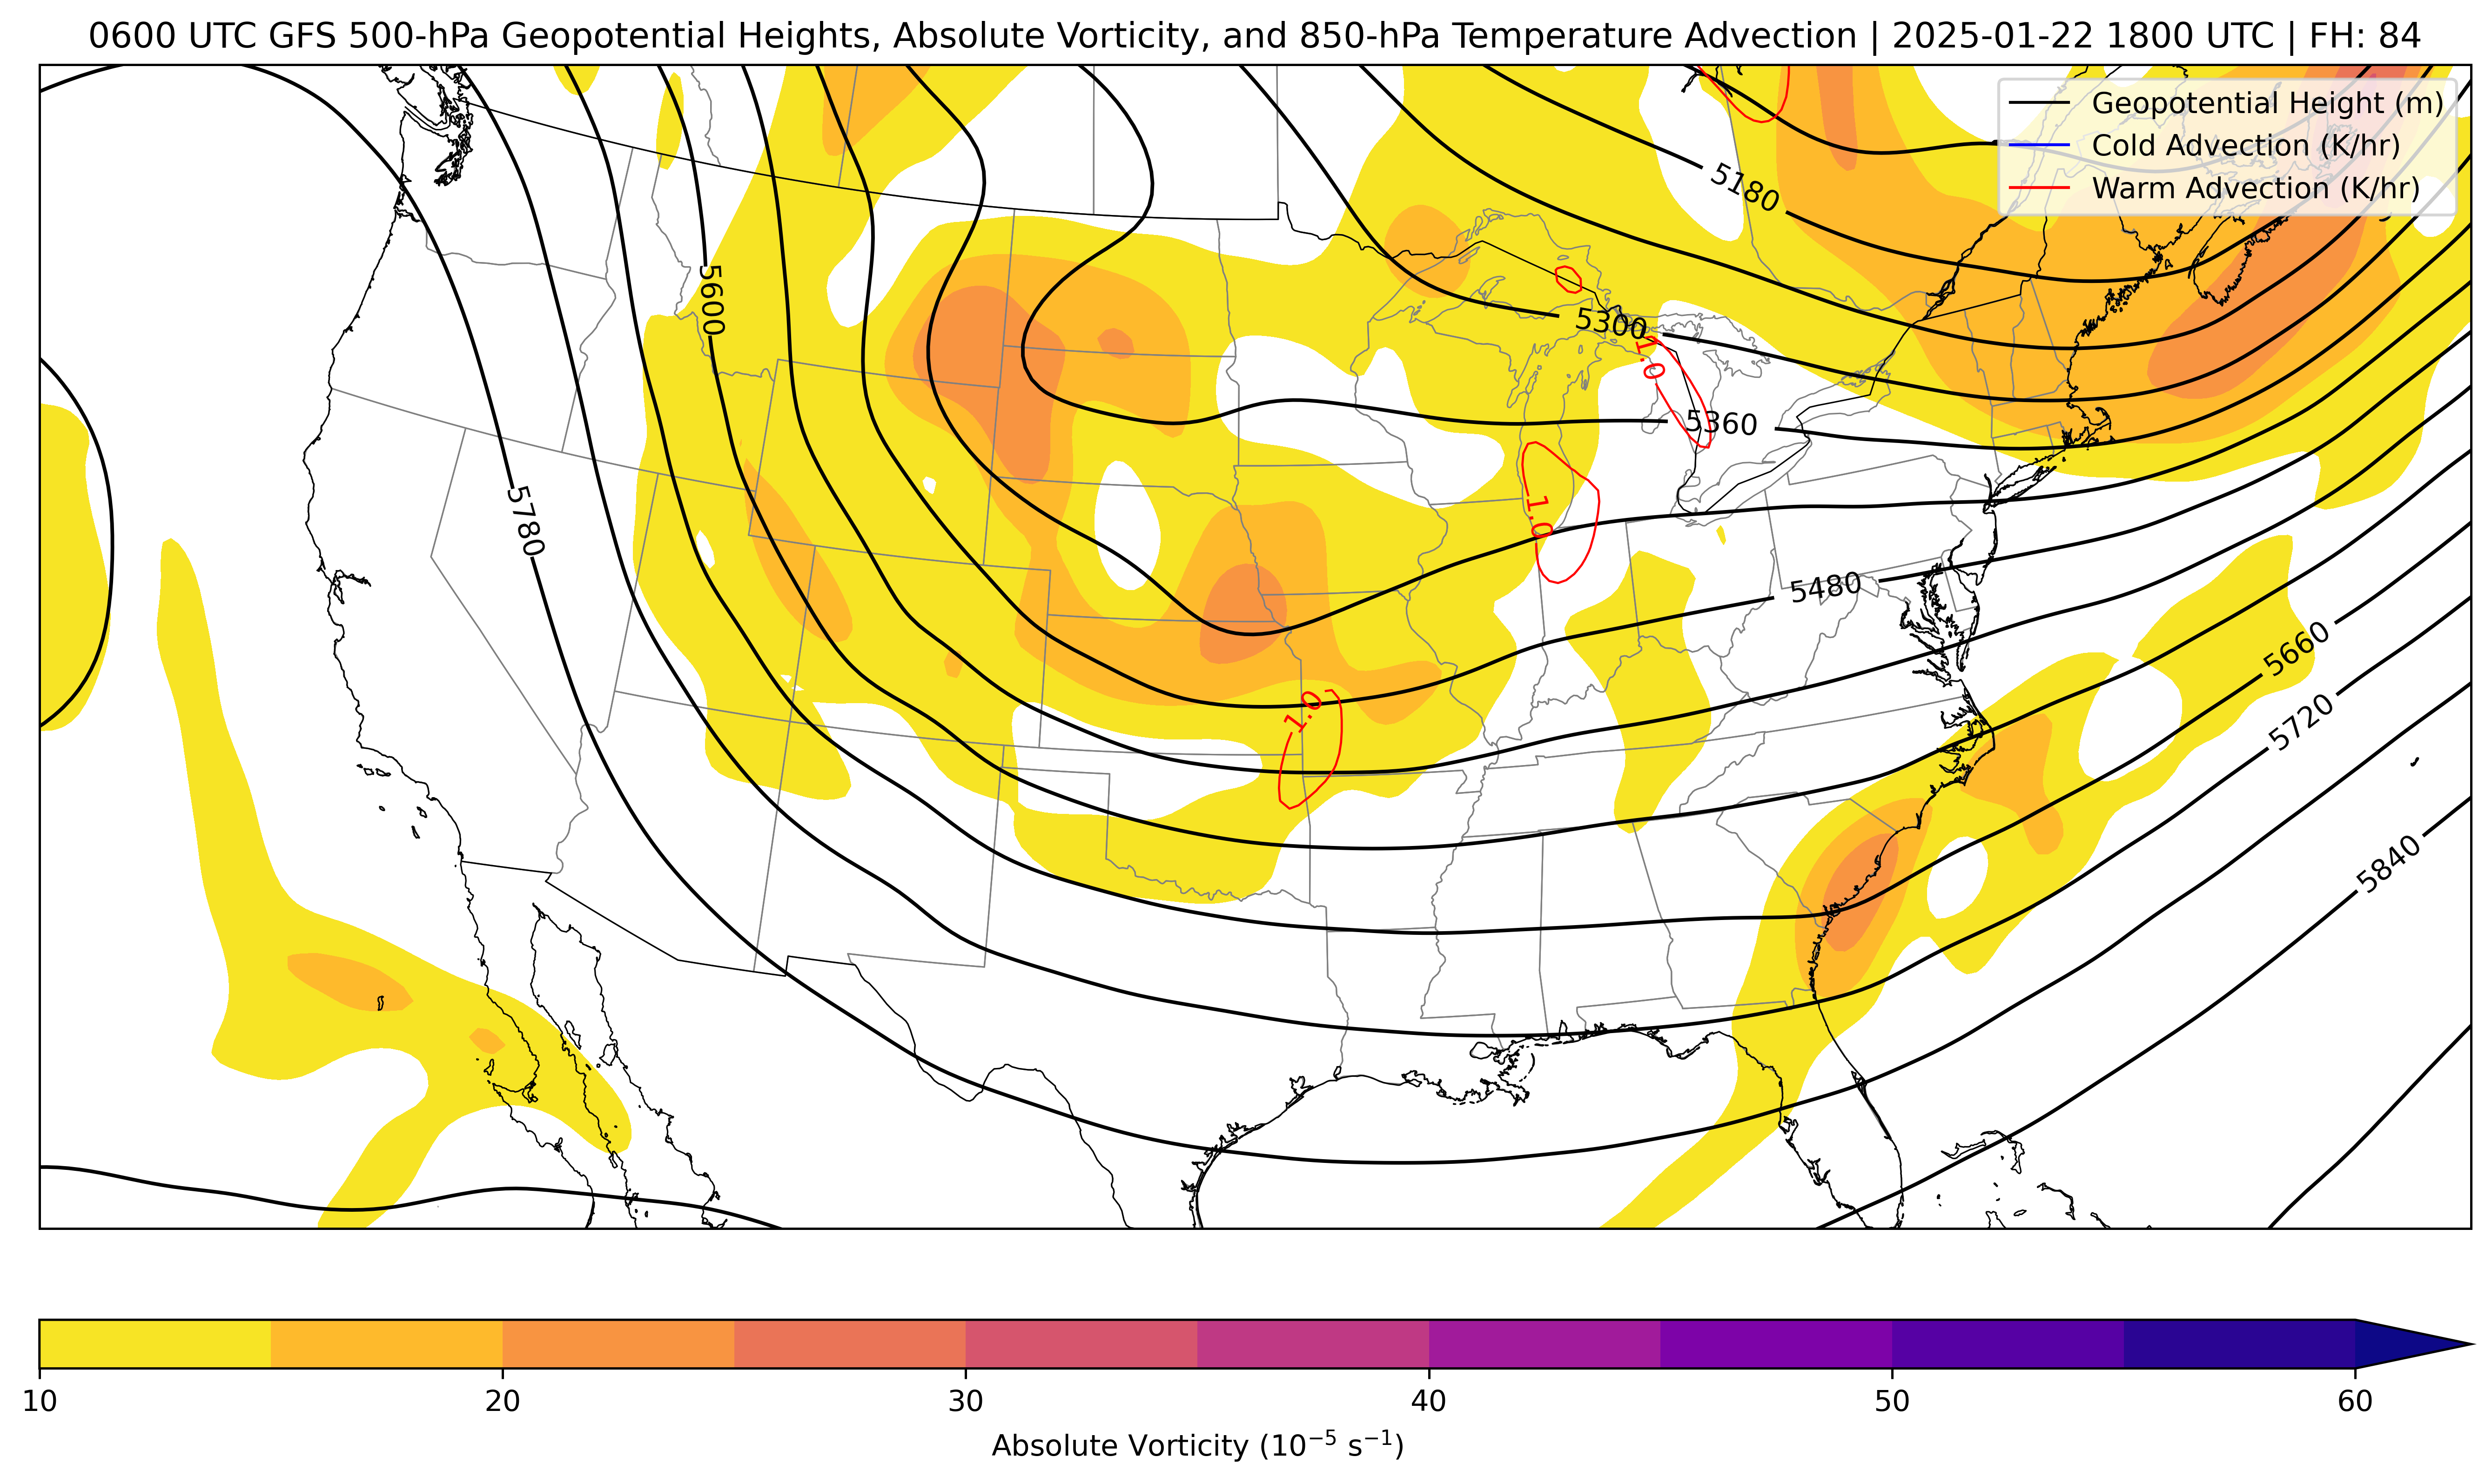 0600 UTC GFS 500-hPa Geopotential Heights, Absolute Vorticity, and 850-hPa Temperature Advection | 2025-01-22 1800 UTC | FH: 84
Geopotential Height (m)
Cold Advection (K/hr)
Warm Advection (K/hr)
5180
5600
5300
1.0
5360
5780
1.0
5480
5660
1.0
5720
5840
10 20 30 40 50 60
Absolute Vorticity (10⁻⁵ s⁻¹)